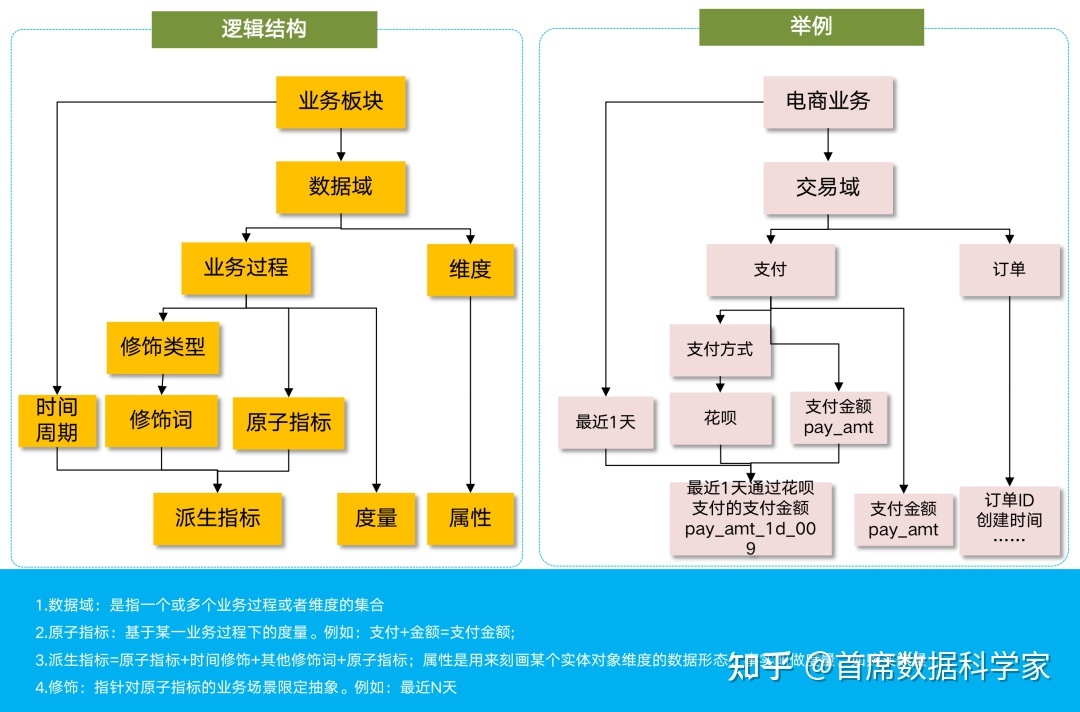 逻辑结构
业务板块
数据域
业务过程
维度
修饰类型
时间
周期
修饰词
原子指标
派生指标
度量
属性
举例
电商业务
交易域
支付
订单
支付方式
最近1天
花呗
支付金额
pay_amt
最近1天通过花呗
支付的支付金额
pay_amt_1d_00
9
支付金额
pay_amt
订单ID
创建时间
……
1.数据域：是指一个或多个业务过程或者维度的集合
2.原子指标：基于某一业务过程下的度量。例如：支付+金额=支付金额;
3.派生指标=原子指标+时间修饰+其他修饰词+原子指标；属性是用来刻画某个实体对象维度的数据形态
4.修饰：指针对原子指标的业务场景限定抽象。例如：最近N天
知乎 @首席数据科学家